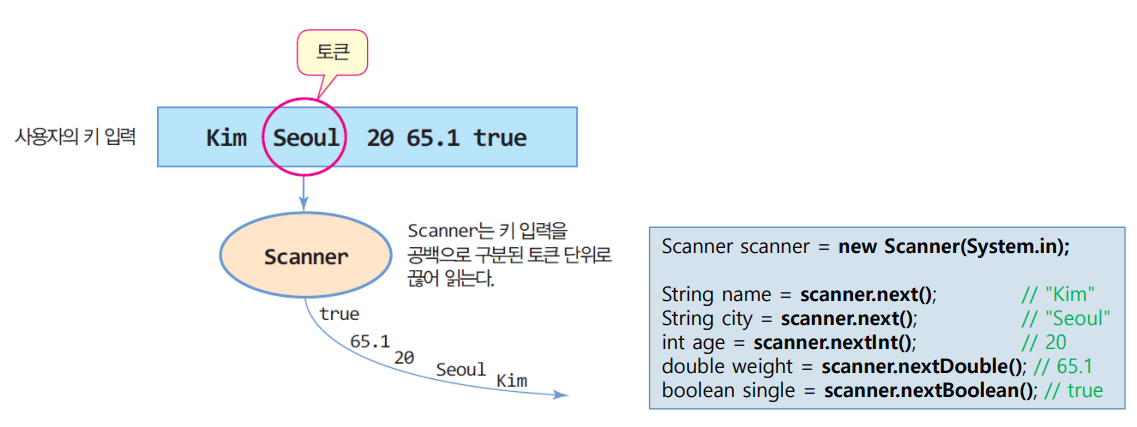 토큰
사용자의 키 입력
Kim Seoul 20 65.1 true
Scanner
Scanner는 키 입력을
공백으로 구분된 토큰 단위로
끊어 읽는다.
true
65.1
20
Seoul
Kim
Scanner scanner = new Scanner(System.in);
String name = scanner.next(); // "Kim"
String city = scanner.next(); // "Seoul"
int age = scanner.nextInt(); // 20
double weight = scanner.nextDouble(); // 65.1
boolean single = scanner.nextBoolean(); // true